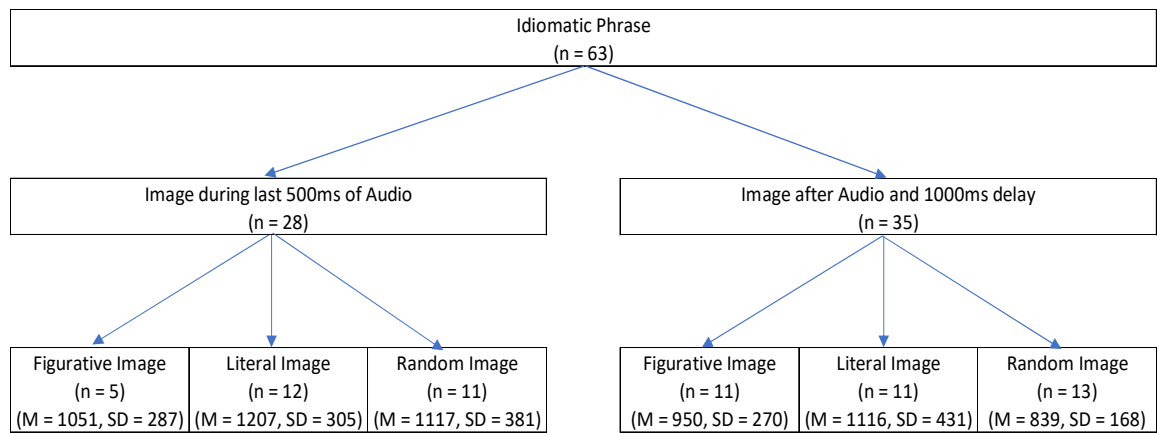 Idiomatic Phrase
(n = 63)
Image during last 500ms of Audio
(n = 28)
Image after Audio and 1000ms delay
(n = 35)
Figurative Image
(n = 5)
(M = 1051, SD = 287)
Literal Image
(n = 12)
(M = 1207, SD = 305)
Random Image
(n = 11)
(M = 1117, SD = 381)
Figurative Image
(n = 11)
(M = 950, SD = 270)
Literal Image
(n = 11)
(M = 1116, SD = 431)
Random Image
(n = 13)
(M = 839, SD = 168)